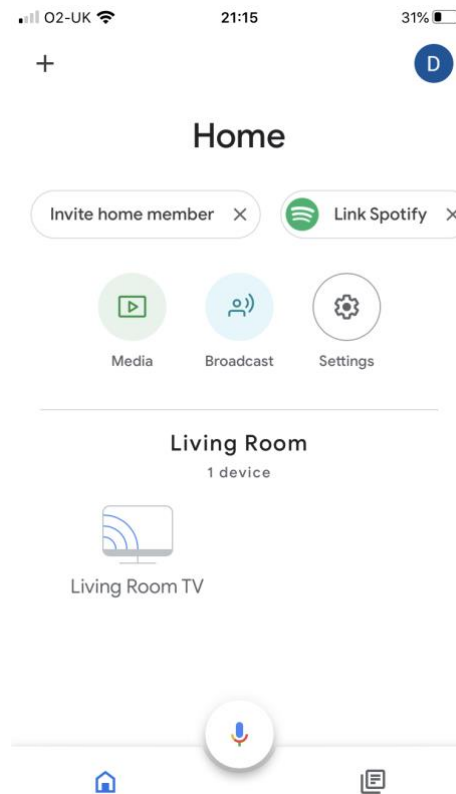 O2-UK 21:15 31%
D
Home
Invite home member Link Spotify
Media Broadcast Settings
Living Room
1 device
Living Room TV